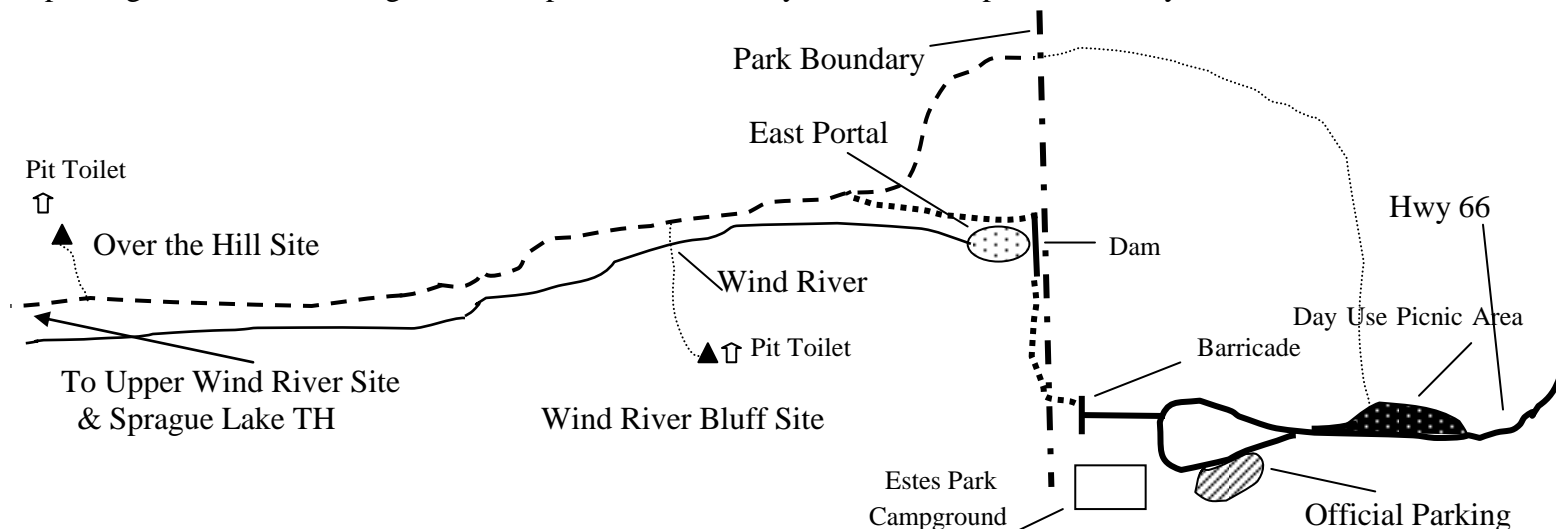 Park Boundary
East Portal
Pit Toilet
Hwy 66
Over the Hill Site
Dam
Wind River
Day Use Picnic Area
Barricade
Pit Toilet
To Upper Wind River Site
& Sprague Lake TH
Wind River Bluff Site
Estes Park
Campground
Official Parking